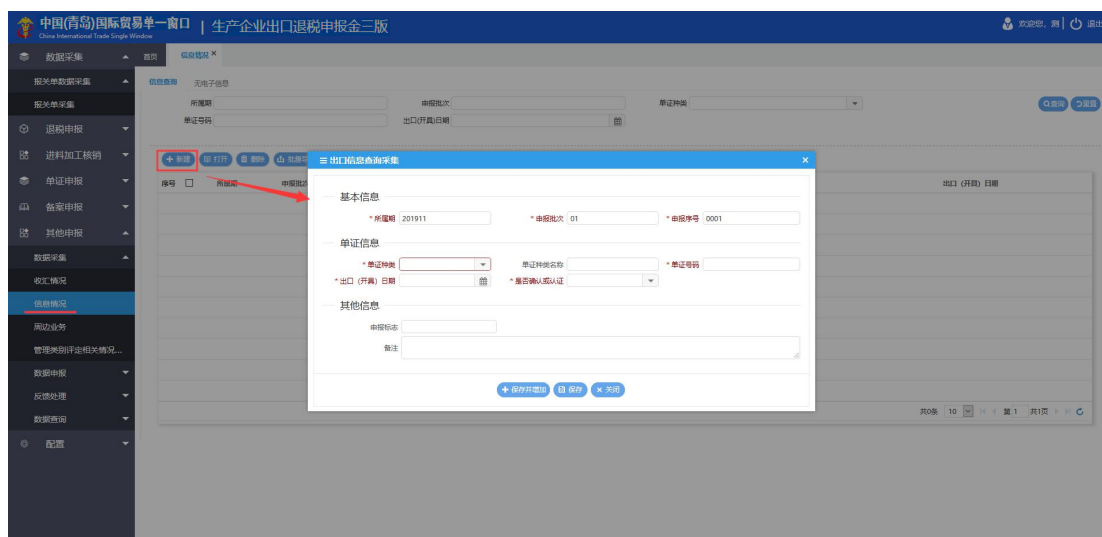 中国(青岛)国际贸易单一窗口 | 生产企业出口退税申报金三版
China International Trade Single Window
欢迎您, 测 | 退出
数据采集
首页 信息情况 ×
报关单数据采集
信息查询 无电子信息
报关单采集
所属期 申报批次 单证种类 查询 重置
单证号码 出口(开具)日期
退税申报
进料加工核销
+ 新建 打开 删除
出口信息查询采集 ×
单证申报
序号 所属期 申报批次 出口 (开具) 日期
基本信息
备案申报
* 所属期 201911 * 申报批次 01 * 申报序号 0001
其他申报
单证信息
数据采集
* 单证种类 单证种类名称 * 单证号码
收汇情况
* 出口 (开具) 日期 * 是否确认或认证
信息情况
其他信息
周边业务
申报标志
管理类别评定相关情况...
备注
数据申报
+ 保存并增加 保存 × 关闭
反馈处理
数据查询
共0条 10 第 1 共1页
配置